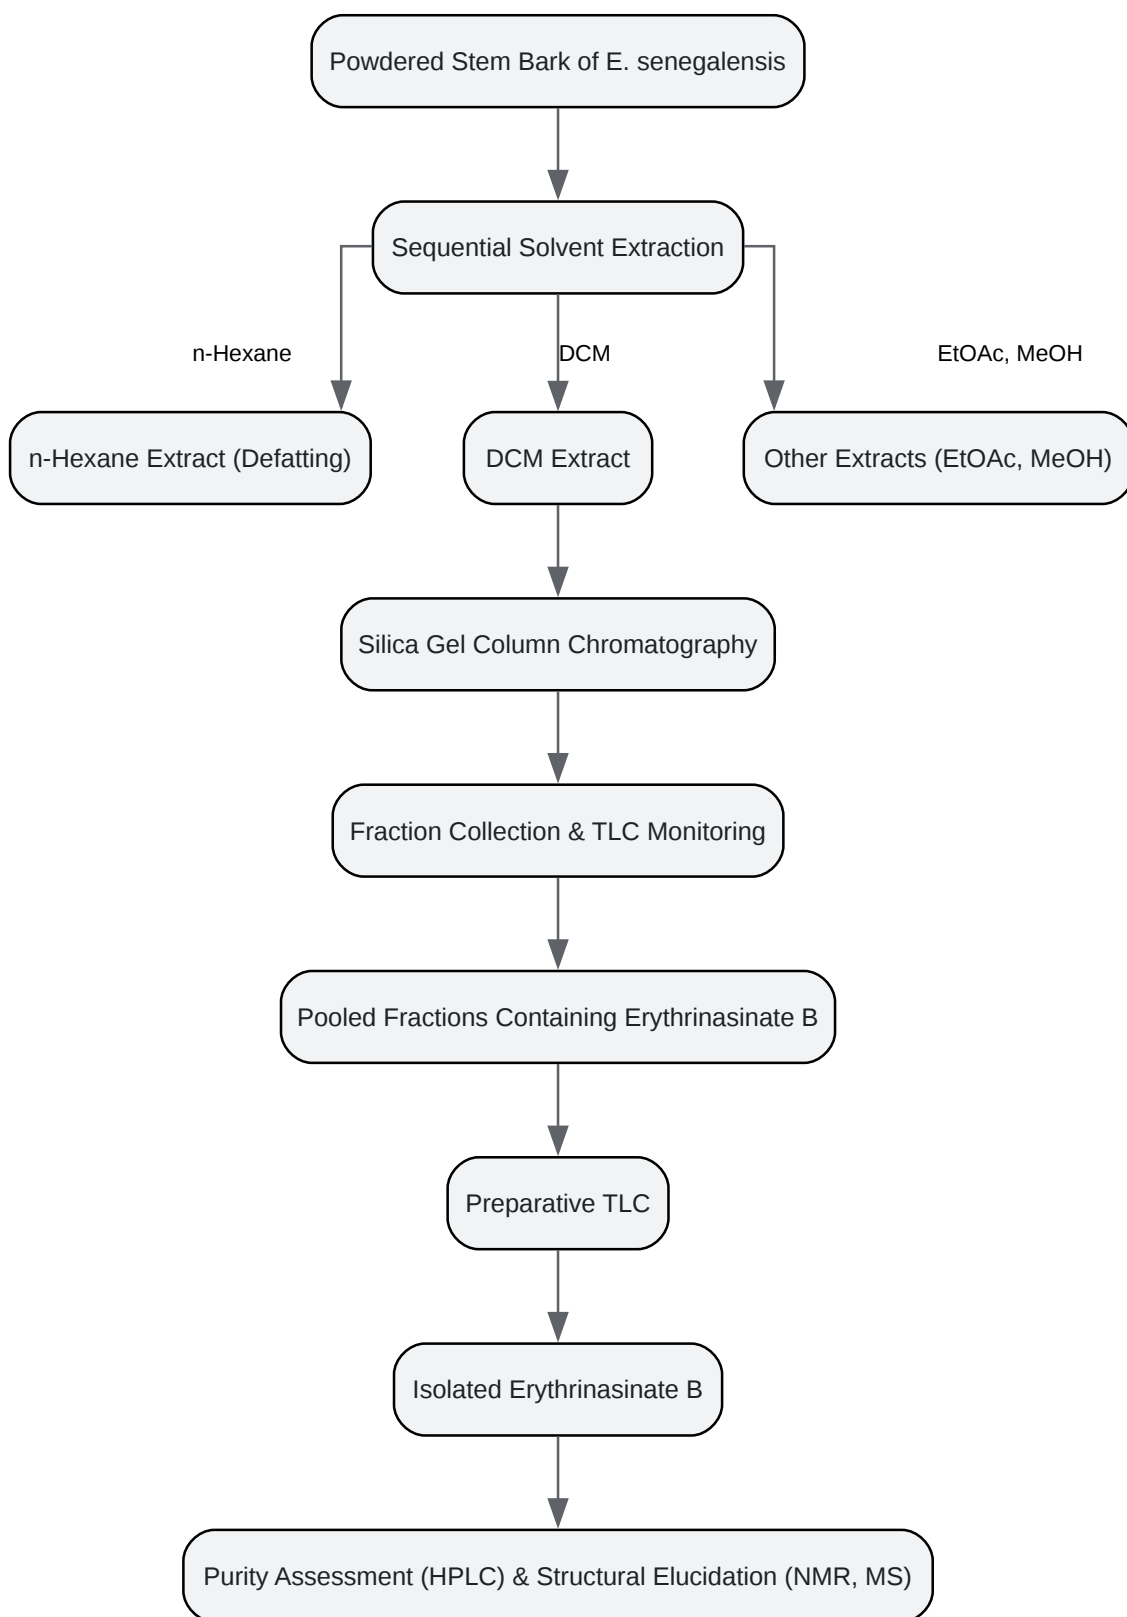 Powdered Stem Bark of E. senegalensis
Sequential Solvent Extraction
n-Hexane
DCM
EtOAc, MeOH
n-Hexane Extract (Defatting)
DCM Extract
Other Extracts (EtOAc, MeOH)
Silica Gel Column Chromatography
Fraction Collection & TLC Monitoring
Pooled Fractions Containing Erythrinasinate B
Preparative TLC
Isolated Erythrinasinate B
Purity Assessment (HPLC) & Structural Elucidation (NMR, MS)